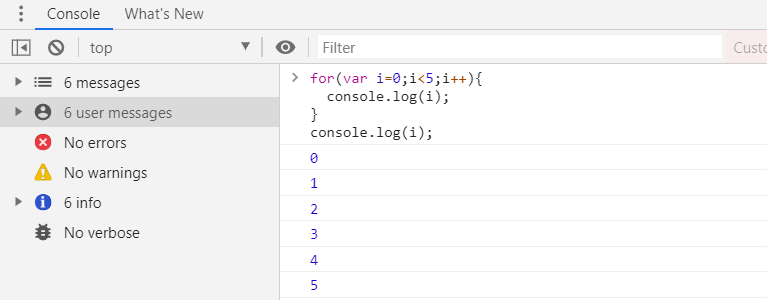 Console What's New
top Filter Custo
6 messages
6 user messages
No errors
No warnings
6 info
No verbose
for(var i=0;i<5;i++){
console.log(i);
}
console.log(i);
0
1
2
3
4
5